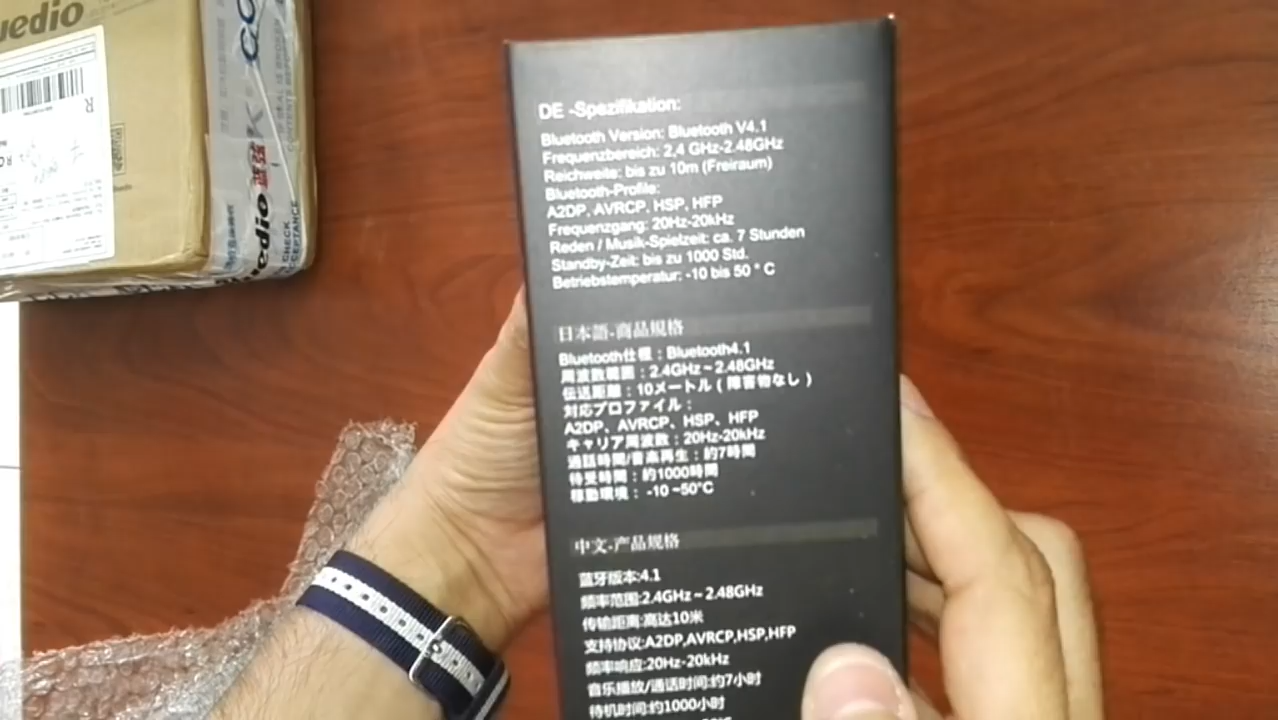 uedio
DE -Spezifikation:
Bluetooth Version: Bluetooth V4.1
Frequenzbereich: 2,4 GHz-2.48GHz
Reichweite: bis zu 10m (Freiraum)
Bluetooth-Profile:
A2DP, AVRCP, HSP, HFP
Frequenzgang: 20Hz-20kHz
Reden / Musik-Spielzeit: ca. 7 Stunden
Standby-Zeit: bis zu 1000 Std.
Betriebstemperatur: -10 bis 50 ° C
日本語-商品規格
Bluetooth仕様：Bluetooth4.1
周波数範囲：2.4GHz~2.48GHz
伝送距離：10メートル(障害物なし)
対応プロファイル：
A2DP、AVRCP、HSP、HFP
キャリア周波数：20Hz-20kHz
通話時間/音楽再生：約7時間
待受時間：約1000時間
稼動環境：-10 ~50°C
中文-产品规格
蓝牙版本:4.1
频率范围:2.4GHz~2.48GHz
传输距离:高达10米
支持协议:A2DP,AVRCP,HSP,HFP
频率响应:20Hz-20kHz
音乐播放/通话时间:约7小时
待机时间:约1000小时
R
CO
uedio
CHECK